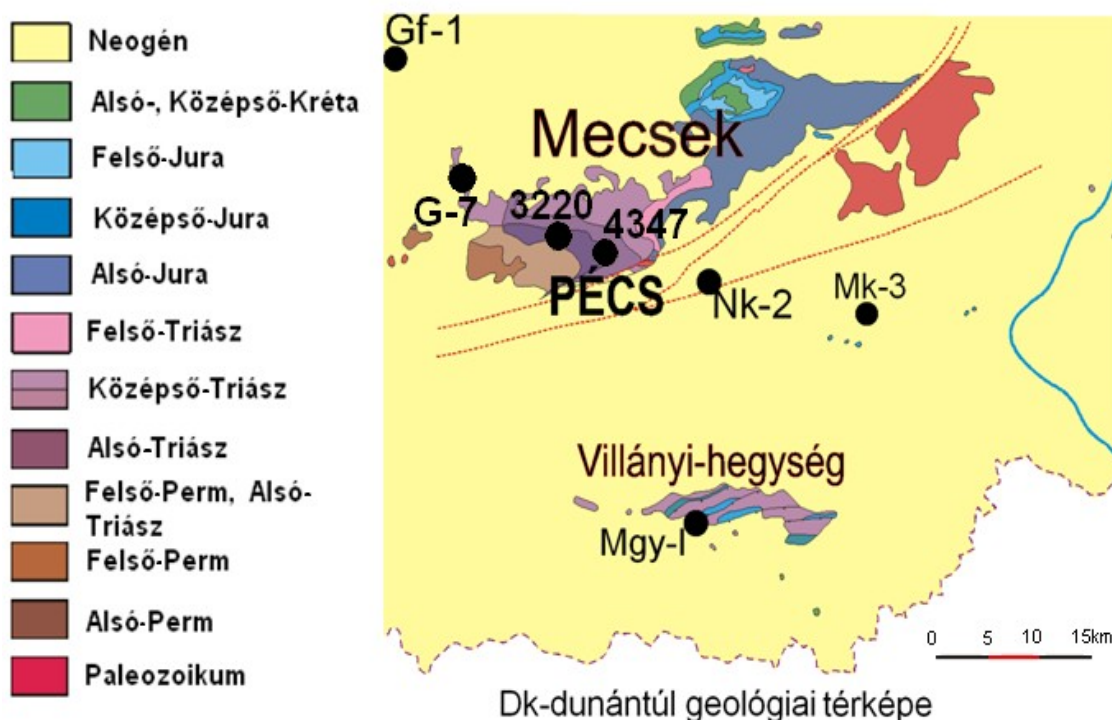 Neogén
Alsó-, Középső-Kréta
Felső-Jura
Középső-Jura
Alsó-Jura
Felső-Triász
Középső-Triász
Alsó-Triász
Felső-Perm, Alsó-
Triász
Felső-Perm
Alsó-Perm
Paleozoikum
Gf-1
Mecsek
G-7
3220
4347
PÉCS
Nk-2
Mk-3
Villányi-hegység
Mgy-I
0 5 10 15km
Dk-dunántúl geológiai térképe